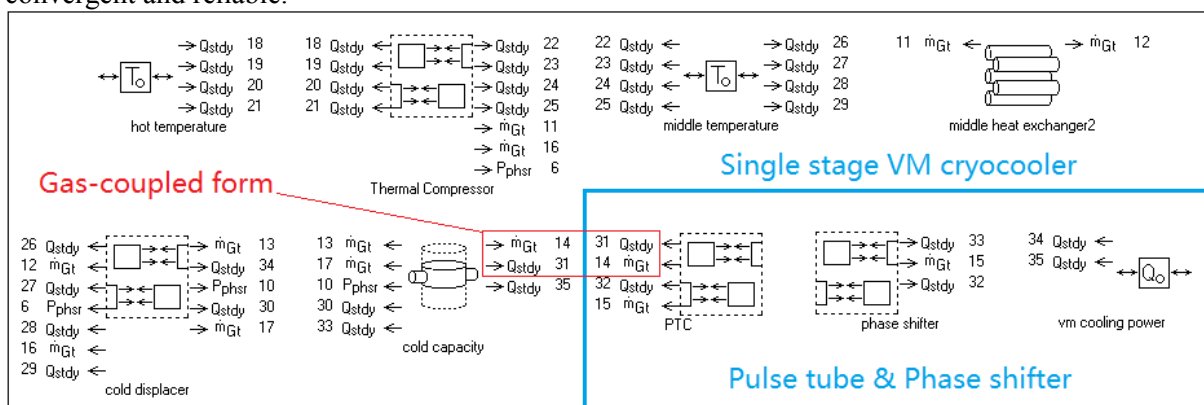 convergent and reliable.
Qstdy 18
Qstdy 19
Qstdy 20
Qstdy 21
To
hot temperature
18 Qstdy
19 Qstdy
20 Qstdy
21 Qstdy
Qstdy 22
Qstdy 23
Qstdy 24
Qstdy 25
ṁGt 11
ṁGt 16
Pphsr 6
Thermal Compressor
22 Qstdy
23 Qstdy
24 Qstdy
25 Qstdy
To
Qstdy 26
Qstdy 27
Qstdy 28
Qstdy 29
middle temperature
11 ṁGt
ṁGt 12
middle heat exchanger2
Single stage VM cryocooler
Gas-coupled form
26 Qstdy
12 ṁGt
27 Qstdy
6 Pphsr
28 Qstdy
16 ṁGt
29 Qstdy
ṁGt 13
Qstdy 34
Pphsr 10
Qstdy 30
ṁGt 17
cold displacer
13 ṁGt
17 ṁGt
10 Pphsr
30 Qstdy
33 Qstdy
ṁGt 14
Qstdy 31
Qstdy 35
cold capacity
31 Qstdy
14 ṁGt
32 Qstdy
15 ṁGt
PTC
Qstdy 33
ṁGt 15
Qstdy 32
phase shifter
34 Qstdy
35 Qstdy
Qo
vm cooling power
Pulse tube & Phase shifter